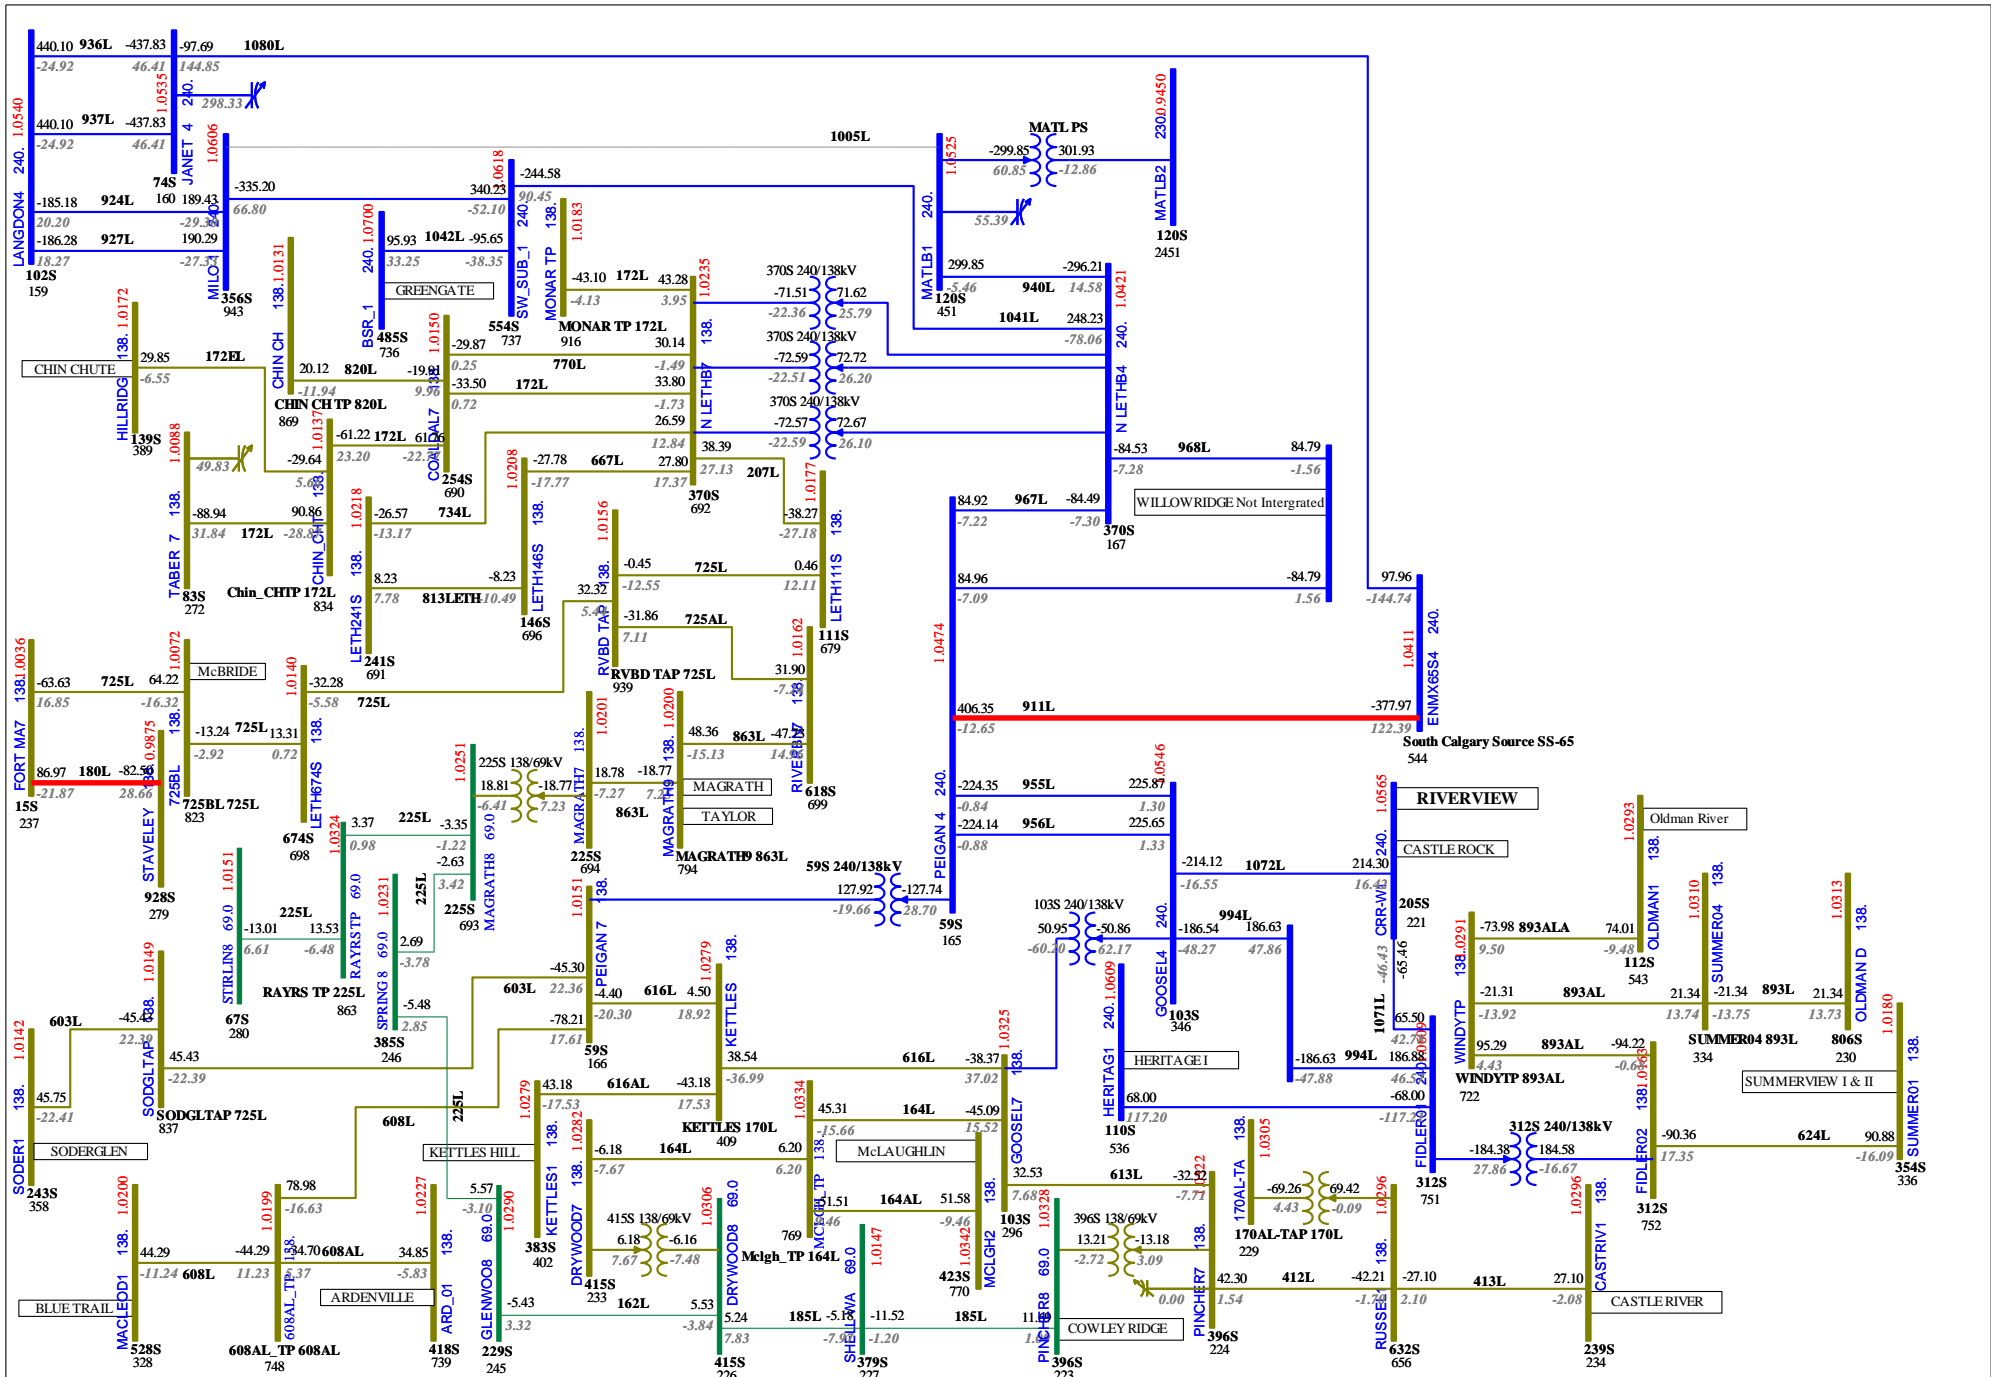 440.10 936L -437.83 -97.69 1080L
-24.92 46.41 144.85
298.33
440.10 937L -437.83
-24.92 46.41
LANGDON4 240. 1.0540
JANET 4 240. 1.0535
74S
160
-185.18 924L 189.43
20.20
-186.28 927L 190.29
18.27
102S
159
MILO 1
1.0606
356S
943
-335.20 340.23
66.80 -52.10
1005L
-244.58
90.45
SW_SUB_1 240.
554S
737
BSR_1 240. 1.0700
95.93 1042L -95.65
33.25 -38.35
GREENGATE
485S
736
MATLB1 240. 1.0525
-299.85 MATL PS 301.93
60.85 -12.86
55.39
MATLB2 230. 0.9450
120S
2451
299.85 -296.21
-5.46 940L 14.58
120S
451
1041L 248.23
-78.06
N LETHB4 240. 1.0421
MONAR TP 138. 1.0183
-43.10 172L 43.28
-4.13 3.95
MONAR TP 172L
916
N LETHB7 138. 1.0235
370S 240/138kV
-71.51 71.62
-22.36 25.79
370S 240/138kV
-72.59 72.72
-22.51 26.20
370S 240/138kV
-72.57 72.67
-22.59 26.10
-29.87 30.14
0.25 770L -1.49
-33.50 172L 33.80
0.72 -1.73
26.59
12.84 38.39
27.13 207L
HILLRIDG 138. 1.0172
29.85 172EL
-6.55
CHIN CHUTE
139S
389
CHIN CH 138. 1.0131
20.12 820L
-11.94
CHIN CH TP 820L
869
1.0150
254S
690
1.0137
-61.22 172L
23.20
-29.64
TABER 7 138. 1.0088
49.83
-88.94 90.86
31.84 172L
83S
272
Chin_CHTP 172L
834
LETH241S 138. 1.0218
-26.57 734L
-13.17
8.23 813LETH -8.23
7.78 -10.49
241S
691
LETH146S 138. 1.0208
-27.78 667L 27.80
-17.77 17.37
146S
696
370S
692
LETH111S 138. 1.0177
-38.27
-27.18
-0.45 725L 0.46
-12.55 12.11
111S
679
RVBD TAP 138. 1.0156
32.32
-31.86 725AL
7.11
RVBD TAP 725L
939
-84.53 968L 84.79
-7.28 -1.56
WILLOWRIDGE Not Intergrated
84.92 967L -84.49
-7.22 -7.30
370S
167
84.96 -84.79
-7.09 1.56
97.96
-144.74
ENMX65S4 240. 1.0411
PEIGAN 4 240. 1.0474
406.35 911L -377.97
-12.65 122.39
South Calgary Source SS-65
544
FORT MA7 138. 1.0036
-63.63 725L 64.22
16.85 -16.32
86.97 180L
-21.87 28.66
15S
237
725BL 138. 1.0072
McBRIDE
-13.24 725L 13.31
-2.92 0.72
725BL 725L
823
STAVELEY 0.9875
928S
279
LETH674S 138. 1.0140
-32.28
-5.58 725L
674S
698
MAGRATH7 138. 1.0201
18.78 -18.77
-7.27 863L
225S
694
MAGRATH9 138. 1.0200
48.36 863L
-15.13
MAGRATH
TAYLOR
MAGRATH9 863L
794
1.0162
31.90
618S
699
225S 138/69kV
18.81 -18.77
-6.41 7.23
MAGRATH8 69.0 1.0251
3.37 225L -3.35
0.98 -1.22
-2.63
3.42
225L
225S
693
RAYRS TP 69.0 1.0324
RAYRS TP 225L
863
STIRLIN8 69.0 1.0151
-13.01 225L 13.53
6.61 -6.48
67S
280
SPRING 8 69.0 1.0231
2.69
-3.78
-5.48
2.85
385S
246
225L
-224.35 955L 225.87
-0.84 1.30
-224.14 956L 225.65
-0.88 1.33
59S 240/138kV
127.92 -127.74
-19.66 28.70
59S
165
GOOSEL4 240. 1.0546
-214.12 1072L 214.30
-16.55
103S 240/138kV
50.95 -50.86
-60.20 62.17
-186.54 994L 186.63
-48.27 47.86
103S
346
1.0565
RIVERVIEW
CASTLE ROCK
CRR-WI 240.
205S
221
-46.43
-65.46
1071L
65.50
OLDMAN1 138. 1.0293
Oldman River
-73.98 893ALA 74.01
9.50 -9.48
112S
543
WINDYTP 138. 1.0291
-21.31 893AL 21.34
-13.92 13.74
95.29 893AL -94.22
4.43
WINDYTP 893AL
722
SUMMER04 138. 1.0310
-21.34 893L 21.34
-13.75 13.73
SUMMER04 893L
334
OLDMAN D 138. 1.0313
806S
230
SUMMER01 138. 1.0180
SUMMERVIEW I & II
-90.36 624L 90.88
17.35 -16.09
354S
336
FIDLER02 138.
312S
752
FIDLER01 240.
-186.63 994L 186.88
-47.88
68.00 -68.00
117.20
312S 240/138kV
-184.38 184.58
27.86 -16.67
312S
751
HERITAG1 240. 1.0609
HERITAGE I
110S
536
PEIGAN 7 138. 1.0151
-45.30
603L 22.36
-4.40 616L 4.50
-20.30 18.92
-78.21
17.61
59S
166
KETTLES 138. 1.0279
38.54 616L -38.37
-36.99 37.02
KETTLES 170L
409
SODGLTAP 138. 1.0149
603L
45.43
-22.39
SODGLTAP 725L
837
SODER1 138. 1.0142
45.75
-22.41
SODERGLEN
243S
358
KETTLES1 138. 1.0279
43.18 616AL -43.18
-17.53 17.53
KETTLES HILL
383S
402
608L
DRYWOOD7 138. 1.0282
-6.18 164L 6.20
-7.67 6.20
415S 138/69kV
6.18 -6.16
7.67 -7.48
415S
233
MCLGH_TP 138. 1.0334
45.31 164L -45.09
-15.66 15.52
McLAUGHLIN
164AL 51.58
-9.46
769
Mclgh_TP 164L
GOOSEL7 138. 1.0325
32.53 613L
7.68
103S
296
MCLGH2 138. 1.0342
423S
770
MACLEOD1 138. 1.0200
44.29 -44.29
-11.24 608L 11.23
BLUE TRAIL
528S
328
608AL_TP 138. 1.0199
78.98
-16.63
608AL 34.85
-5.83
ARDENVILLE
608AL_TP 608AL
748
ARD_01 138. 1.0227
418S
739
GLENWOO8 69.0 1.0290
5.57
-3.10
-5.43 162L 5.53
3.32 -3.84
229S
245
DRYWOOD8 69.0 1.0306
5.24 185L -5.18
7.83
415S
226
SHELL WA 69.0 1.0147
-11.52 185L
-1.20
379S
227
PINCHER8 69.0 1.0328
COWLEY RIDGE
396S 138/69kV
13.21 -13.18
-2.72 3.09
396S
223
PINCHER7 138.
0.00
42.30 412L -42.21
1.54
396S
224
170AL-TA 138. 1.0305
-69.26 69.42
4.43 -0.09
170AL-TAP 170L
229
138. 1.0296
-27.10 413L 27.10
2.10 -2.08
632S
656
CASTRIV1 138. 1.0296
CASTLE RIVER
239S
234